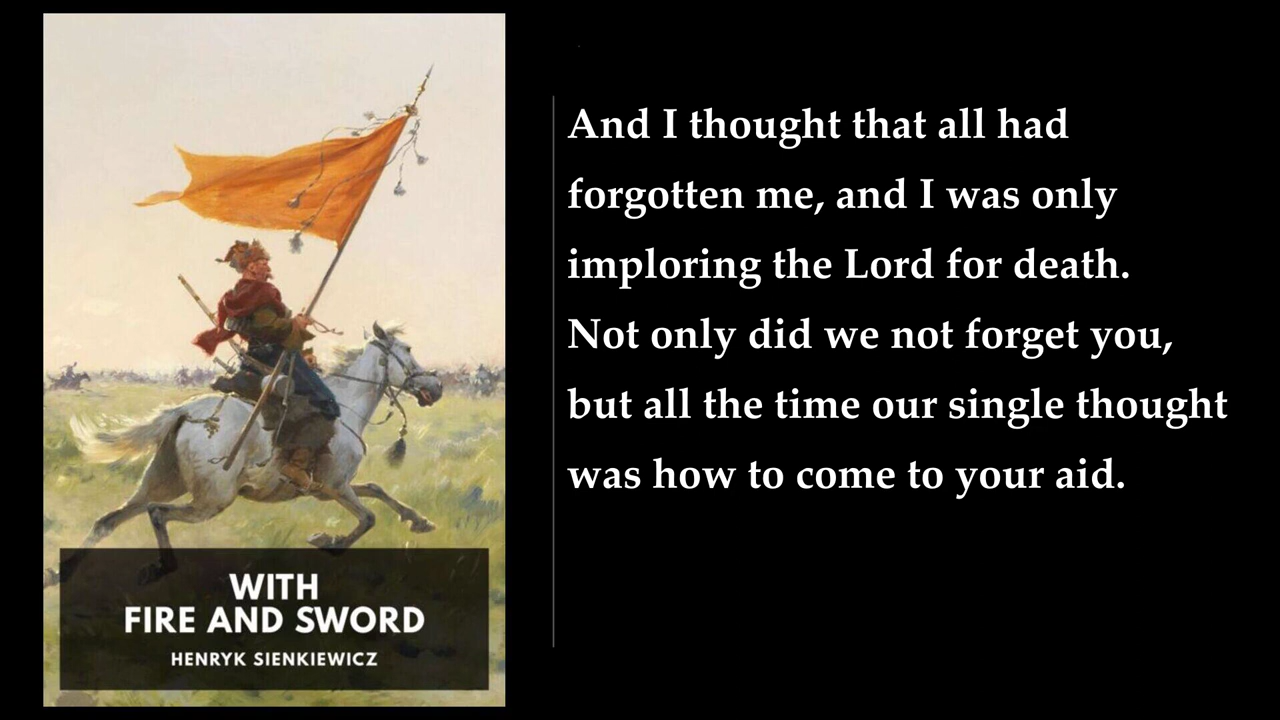 And I thought that all had
forgotten me, and I was only
imploring the Lord for death.
Not only did we not forget you,
but all the time our single thought
was how to come to your aid.
WITH
FIRE AND SWORD
HENRYK SIENKIEWICZ